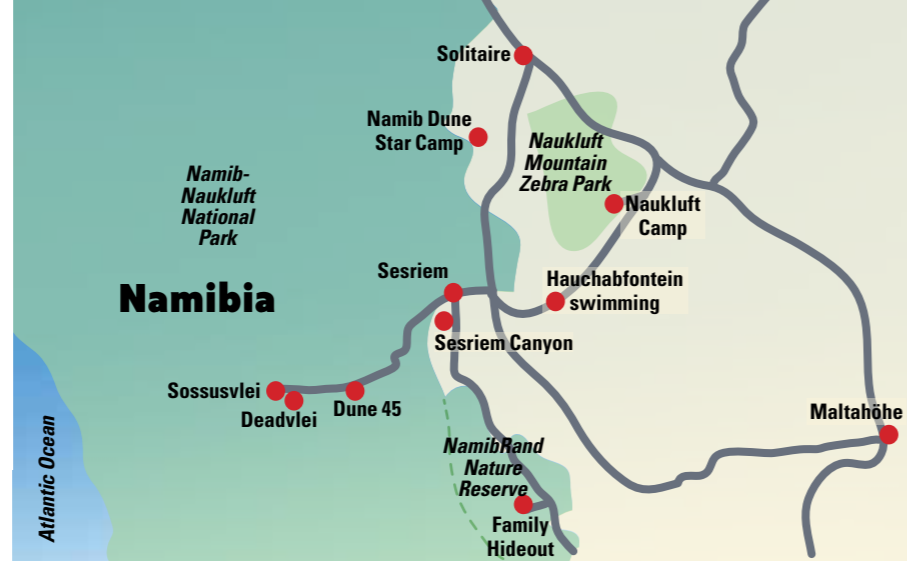 Solitaire
Namib Dune
Star Camp
Naukluft
Mountain
Zebra Park
Namib-
Naukluft
National
Park
Naukluft
Camp
Namibia
Sesriem
Hauchabfontein
swimming
Sesriem Canyon
Sossusvlei
Deadvlei
Dune 45
Maltahöhe
Atlantic Ocean
NamibRand
Nature
Reserve
Family
Hideout